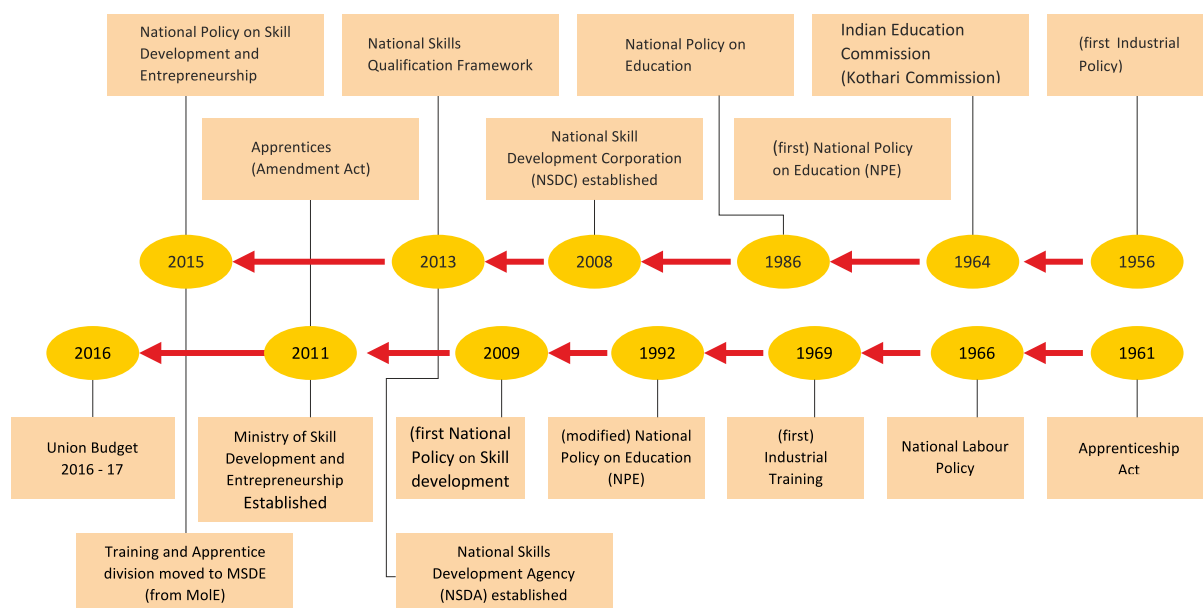 National Policy on Skill
Development and
Entrepreneurship
National Skills
Qualification Framework
National Policy on
Education
Indian Education
Commission
(Kothari Commission)
(first Industrial
Policy)
Apprentices
(Amendment Act)
National Skill
Development Corporation
(NSDC) established
(first) National Policy
on Education (NPE)
2015
2013
2008
1986
1964
1956
2016
2011
2009
1992
1969
1966
1961
Union Budget
2016 - 17
Ministry of Skill
Development and
Entrepreneurship
Established
(first National
Policy on Skill
development
(modified) National
Policy on Education
(NPE)
(first)
Industrial
Training
National Labour
Policy
Apprenticeship
Act
Training and Apprentice
division moved to MSDE
(from MolE)
National Skills
Development Agency
(NSDA) established